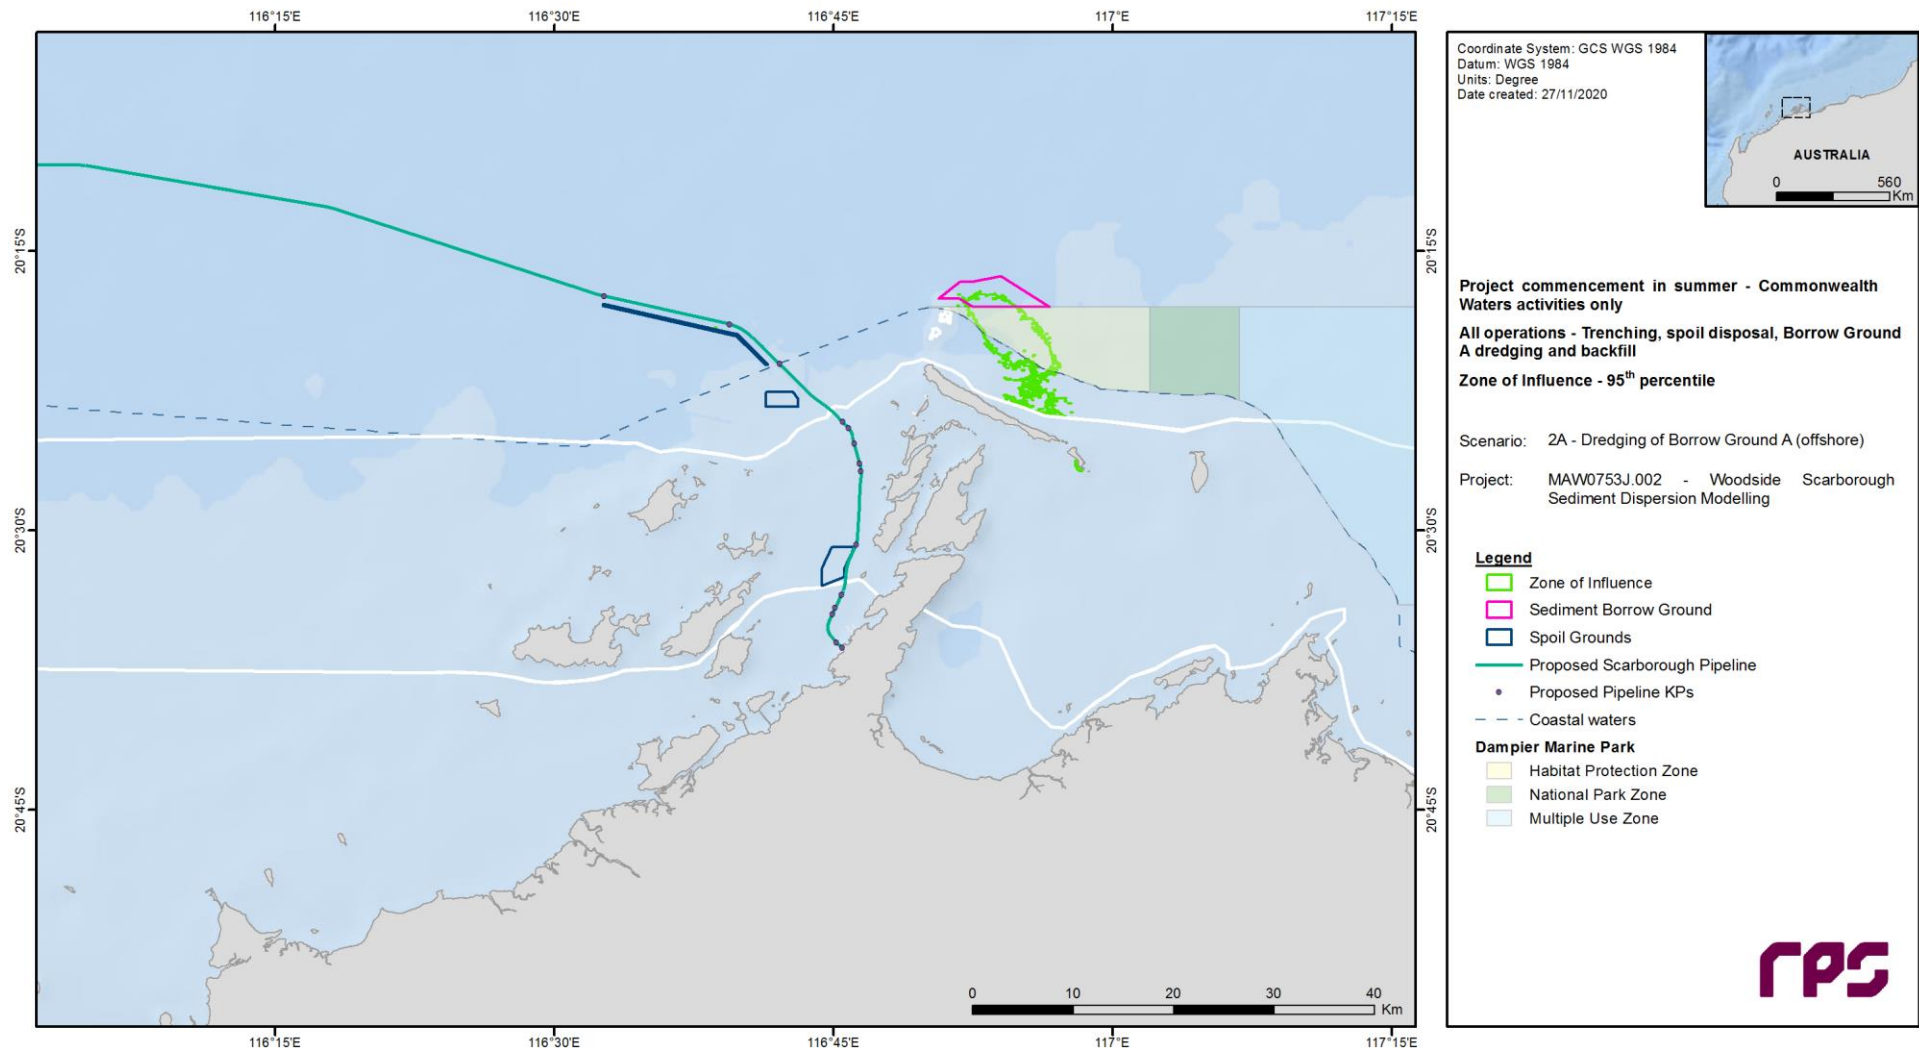 116°15'E 116°30'E 116°45'E 117°E 117°15'E
20°15'S 20°15'S
20°30'S 20°30'S
20°45'S 20°45'S
0 10 20 30 40
Km
116°15'E 116°30'E 116°45'E 117°E 117°15'E
Coordinate System: GCS WGS 1984
Datum: WGS 1984
Units: Degree
Date created: 27/11/2020
AUSTRALIA
0 560
Km
Project commencement in summer - Commonwealth
Waters activities only
All operations - Trenching, spoil disposal, Borrow Ground
A dredging and backfill
Zone of Influence - 95th percentile
Scenario: 2A - Dredging of Borrow Ground A (offshore)
Project: MAW0753J.002 - Woodside Scarborough
Sediment Dispersion Modelling
Legend
Zone of Influence
Sediment Borrow Ground
Spoil Grounds
Proposed Scarborough Pipeline
Proposed Pipeline KPs
Coastal waters
Dampier Marine Park
Habitat Protection Zone
National Park Zone
Multiple Use Zone
rps